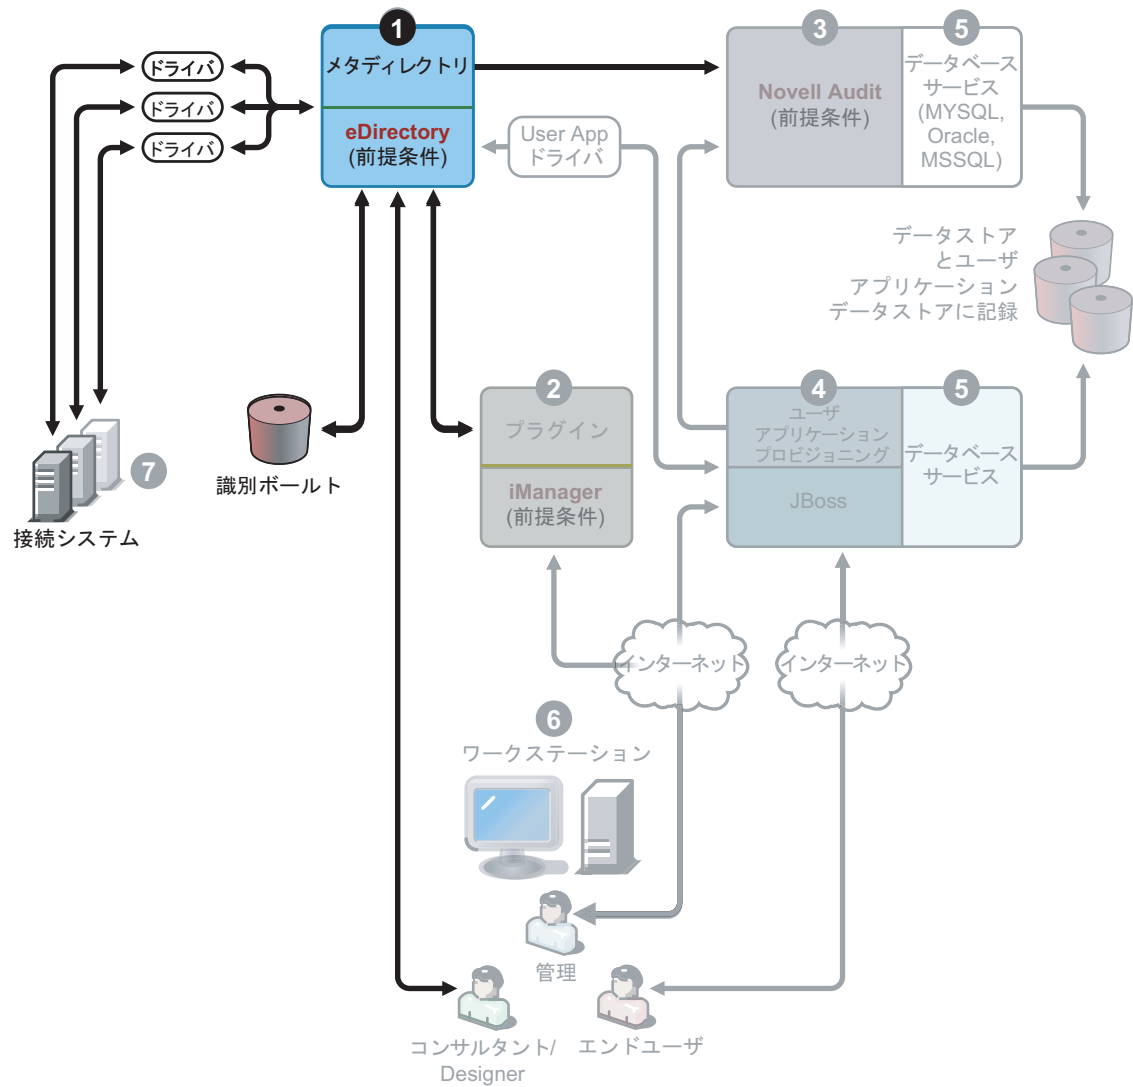 1
メタディレクトリ
eDirectory
(前提条件)
ドライバ
ドライバ
ドライバ
User App
ドライバ
3
Novell Audit
(前提条件)
5
データベース
サービス
(MYSQL,
Oracle,
MSSQL)
データストア
とユーザ
アプリケーション
データストアに記録
2
プラグイン
iManager
(前提条件)
4
ユーザ
アプリケーション
プロビジョニング
JBoss
5
データベース
サービス
識別ボールト
7
接続システム
インターネット
インターネット
6
ワークステーション
管理
コンサルタント/
Designer
エンドユーザ